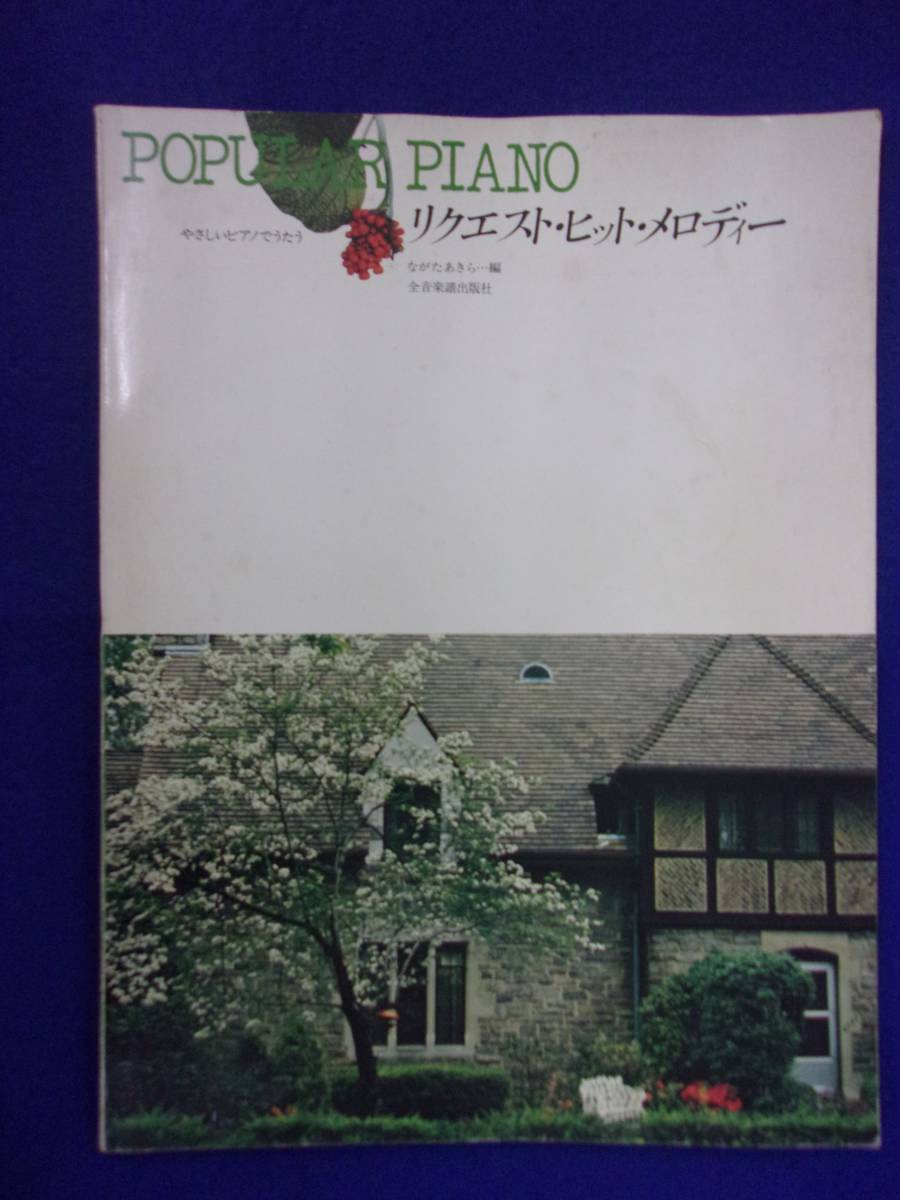 POPULAR PIANO
やさしいピアノでうたう
リクエスト・ヒット・メロディー
ながたあきら…編
全音楽譜出版社